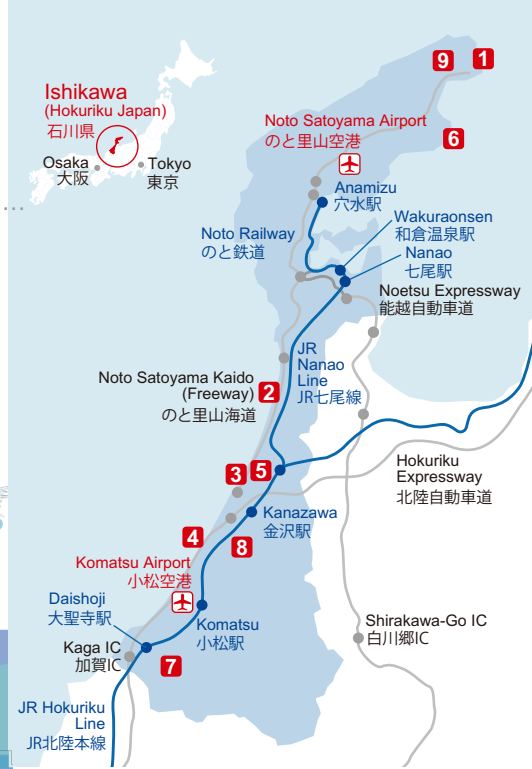 Ishikawa
(Hokuriku Japan)
石川県
Osaka
大阪
Tokyo
東京
9
1
Noto Satoyama Airport
のと里山空港
6
Anamizu
穴水駅
Noto Railway
のと鉄道
Wakuraonsen
和倉温泉駅
Nanao
七尾駅
Noetsu Expressway
能越自動車道
JR
Nanao
Line
JR七尾線
Noto Satoyama Kaido
(Freeway)
のと里山海道
2
3
5
Hokuriku
Expressway
北陸自動車道
Kanazawa
金沢駅
4
8
Komatsu Airport
小松空港
Daishoji
大聖寺駅
Komatsu
小松駅
Shirakawa-Go IC
白川郷IC
Kaga IC
加賀IC
7
JR Hokuriku
Line
JR北陸本線